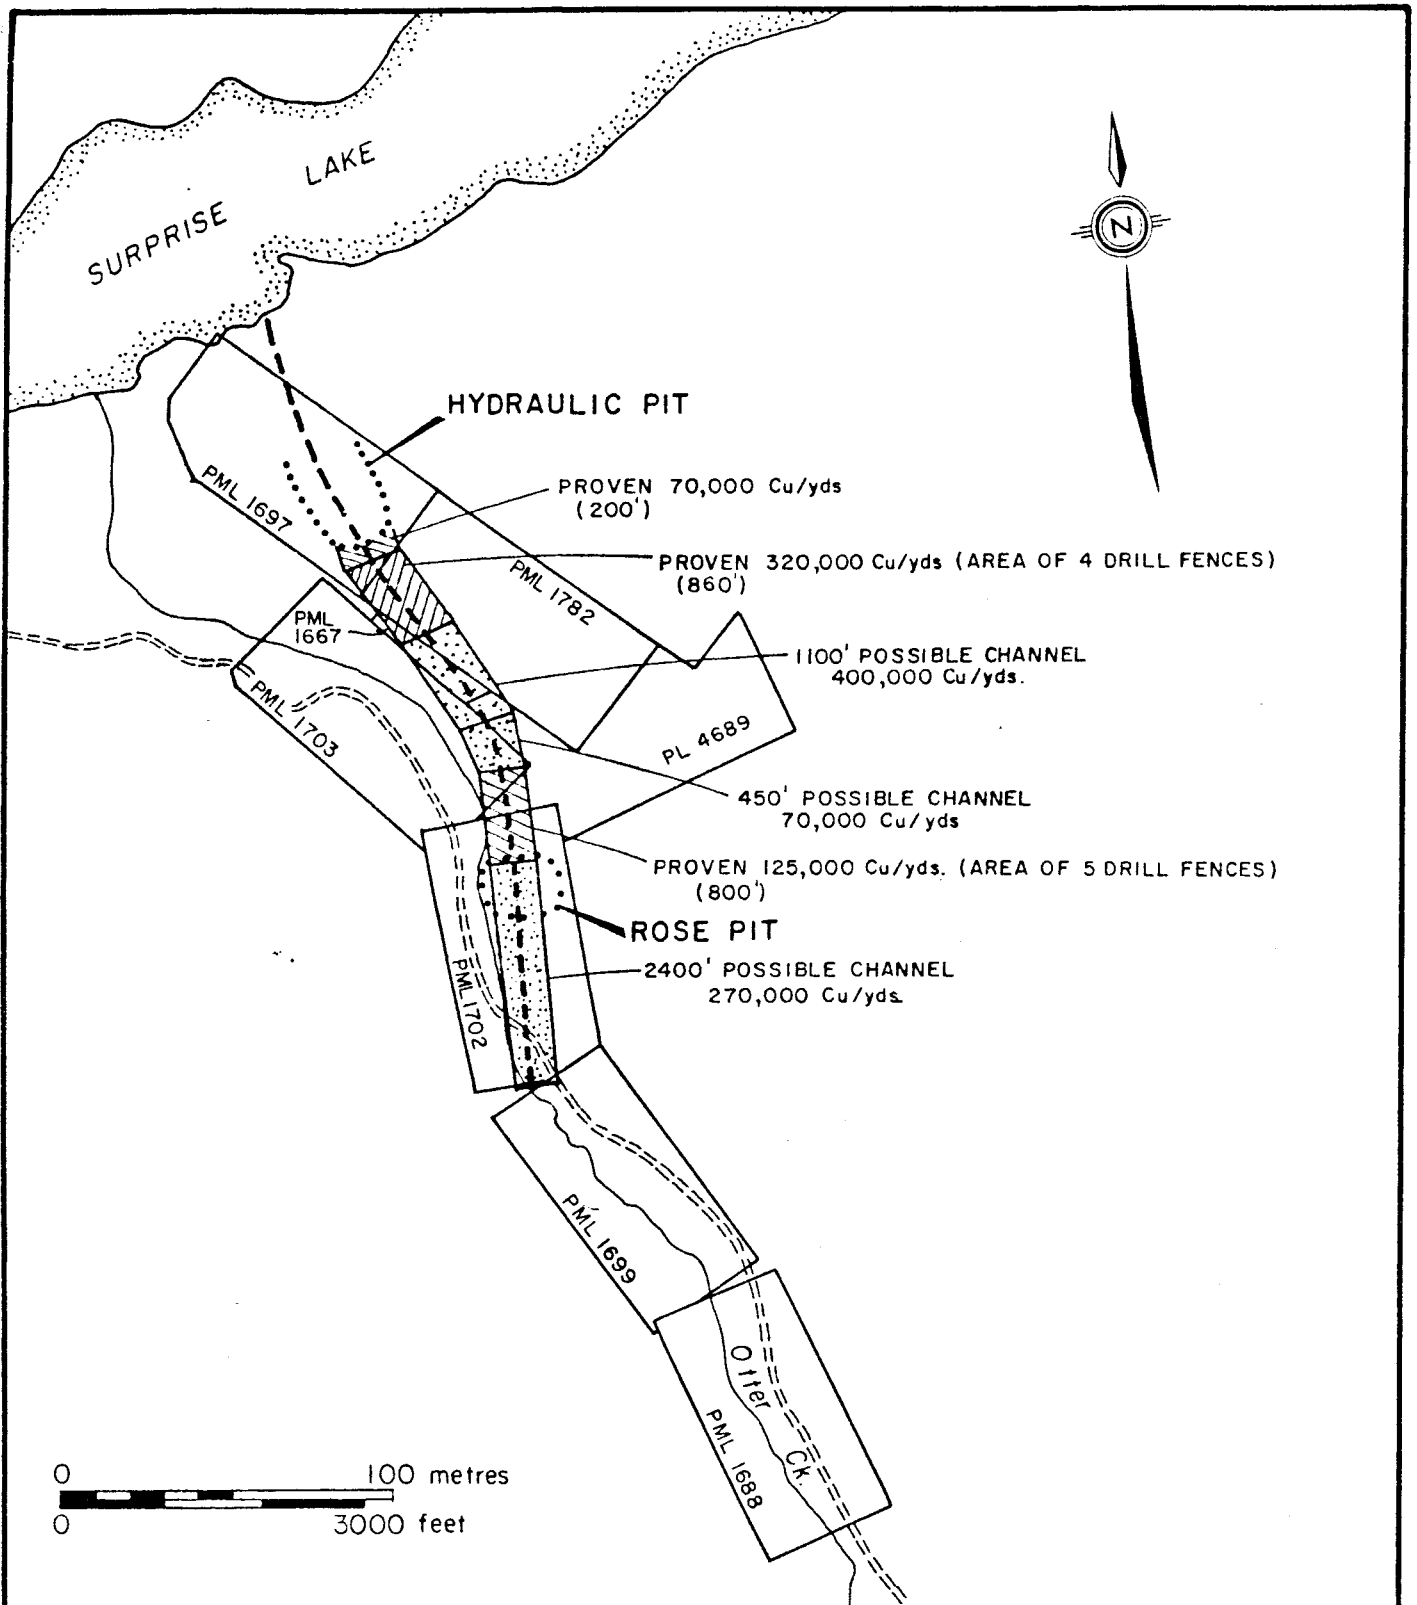 SURPRISE LAKE
N
HYDRAULIC PIT
PML 1697
PROVEN 70,000 Cu/yds
(200')
PROVEN 320,000 Cu/yds (AREA OF 4 DRILL FENCES)
(860')
PML 1782
PML
1667
1100' POSSIBLE CHANNEL
400,000 Cu/yds.
PML 1703
PL 4689
450' POSSIBLE CHANNEL
70,000 Cu/yds
PROVEN 125,000 Cu/yds. (AREA OF 5 DRILL FENCES)
(800')
ROSE PIT
2400' POSSIBLE CHANNEL
270,000 Cu/yds.
PML 1702
PML 1699
Otter Ck.
PML 1688
0 100 metres
0 3000 feet